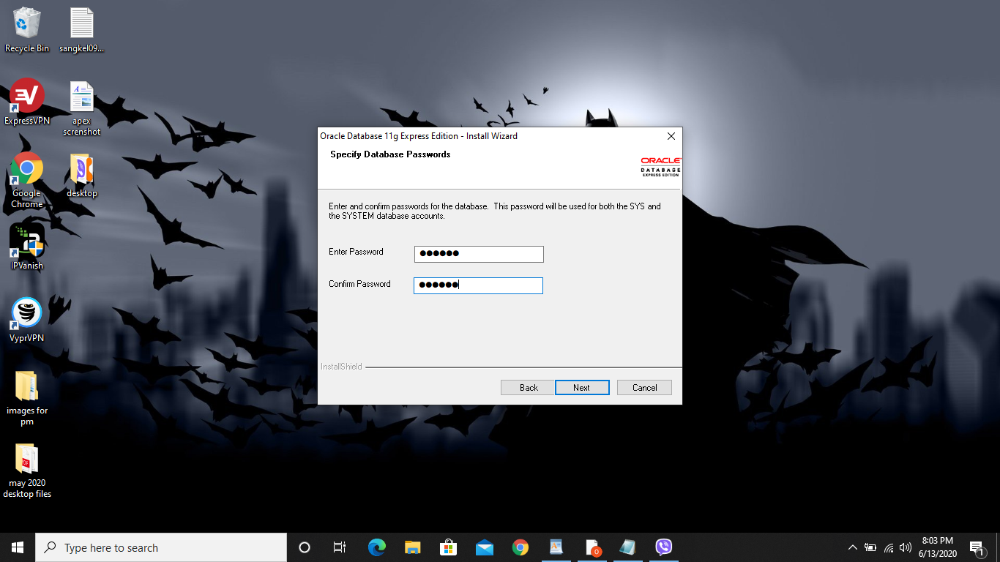 Recycle Bin
sangkel09...
ExpressVPN
apex
screnshot
Google
Chrome
desktop
IPVanish
VyprVPN
images for
pm
may 2020
desktop files
Oracle Database 11g Express Edition - Install Wizard
Specify Database Passwords
ORACLE
DATABASE
EXPRESS EDITION
Enter and confirm passwords for the database.  This password will be used for both the SYS and
the SYSTEM database accounts.
Enter Password
●●●●●●
Confirm Password
●●●●●●
InstallShield
Back
Next
Cancel
Type here to search
8:03 PM
6/13/2020
1